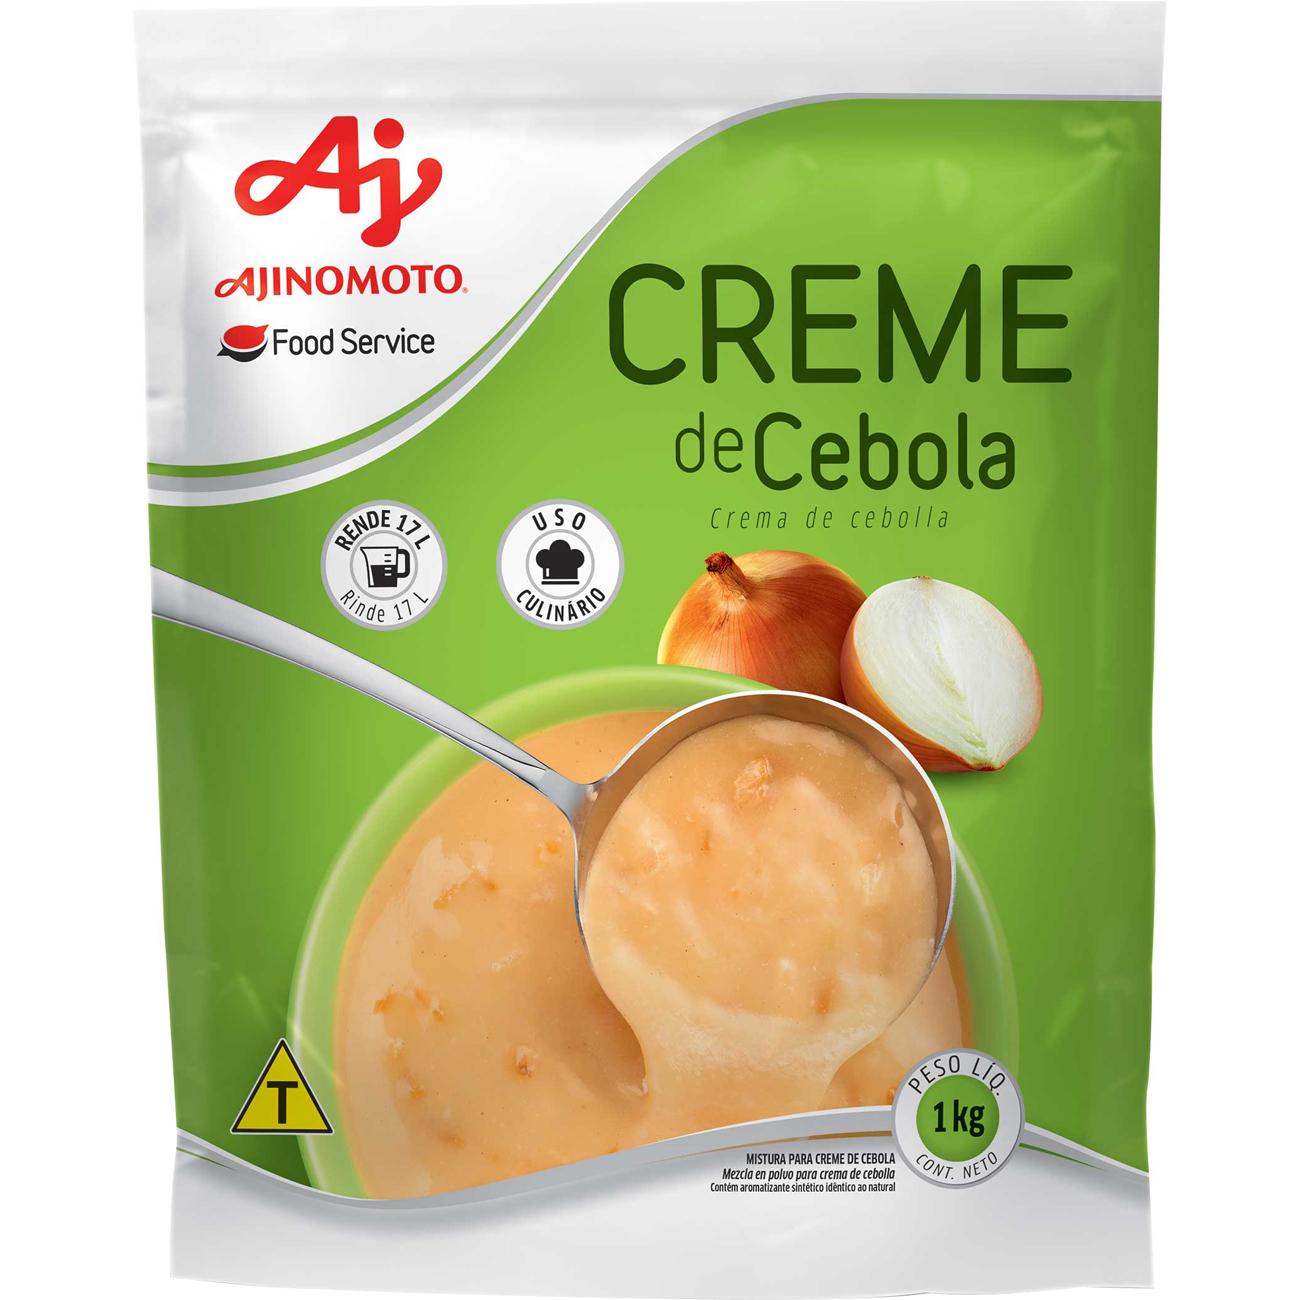 Aj
AJINOMOTO®
Food Service
CREME
de Cebola
Crema de cebolla
RENDE 17 L
Rinde 17 L
USO
CULINÁRIO
T
PESO LÍQ.
1 kg
CONT. NETO
MISTURA PARA CREME DE CEBOLA
Mezcla en polvo para crema de cebolla
Contém aromatizante sintético idêntico ao natural